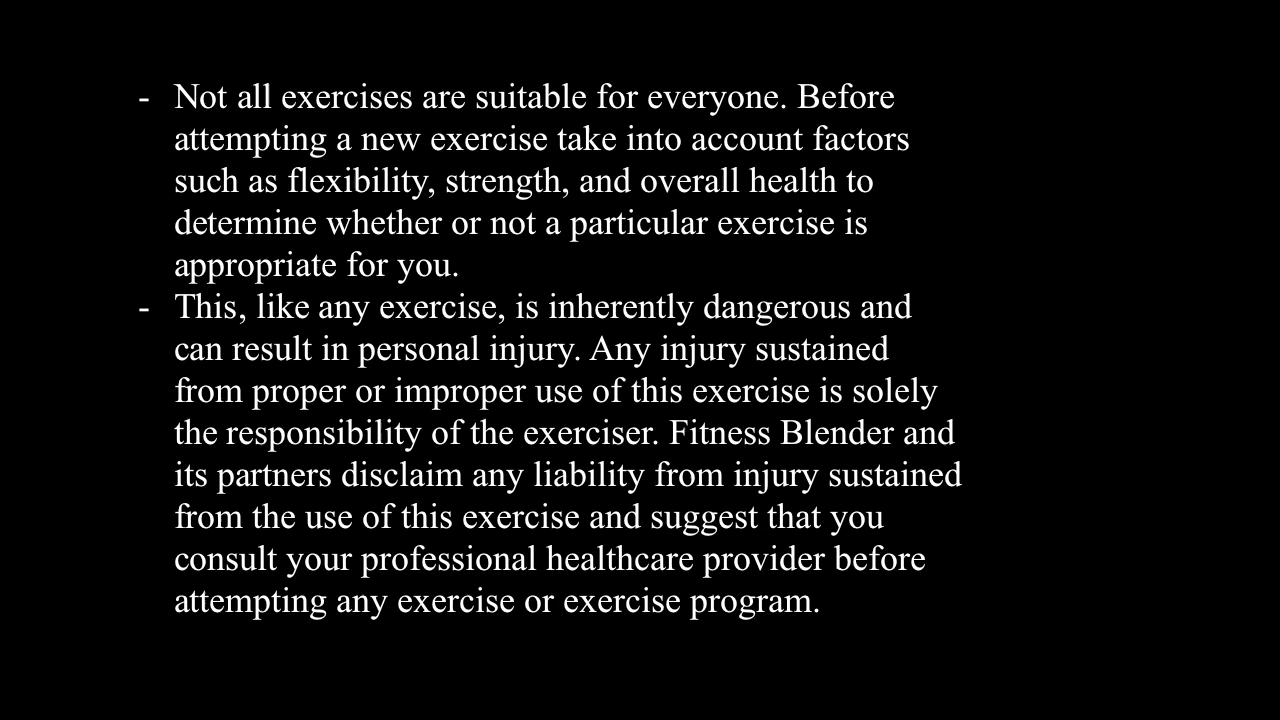 - Not all exercises are suitable for everyone. Before
attempting a new exercise take into account factors
such as flexibility, strength, and overall health to
determine whether or not a particular exercise is
appropriate for you.
- This, like any exercise, is inherently dangerous and
can result in personal injury. Any injury sustained
from proper or improper use of this exercise is solely
the responsibility of the exerciser. Fitness Blender and
its partners disclaim any liability from injury sustained
from the use of this exercise and suggest that you
consult your professional healthcare provider before
attempting any exercise or exercise program.